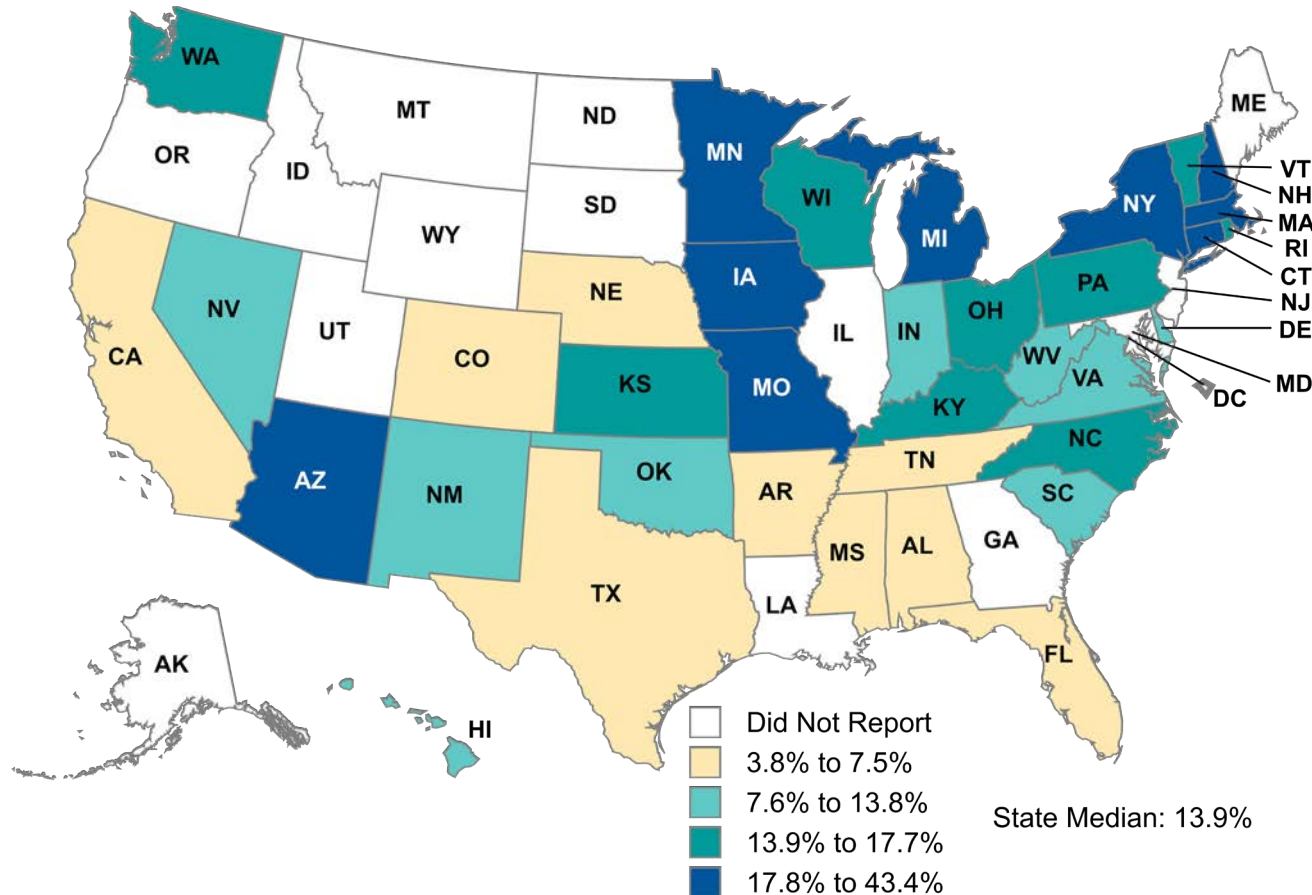 WA
MT
ND
ME
OR
MN
ID
VT
SD
WI
NH
NY
MA
WY
MI
RI
IA
CT
NE
PA
NJ
NV
OH
UT
IL
IN
DE
CA
CO
WV
VA
KS
MO
MD
KY
DC
NC
TN
OK
AZ
NM
AR
SC
MS
AL
GA
TX
LA
FL
AK
HI
Did Not Report
3.8% to 7.5%
7.6% to 13.8%
State Median: 13.9%
13.9% to 17.7%
17.8% to 43.4%